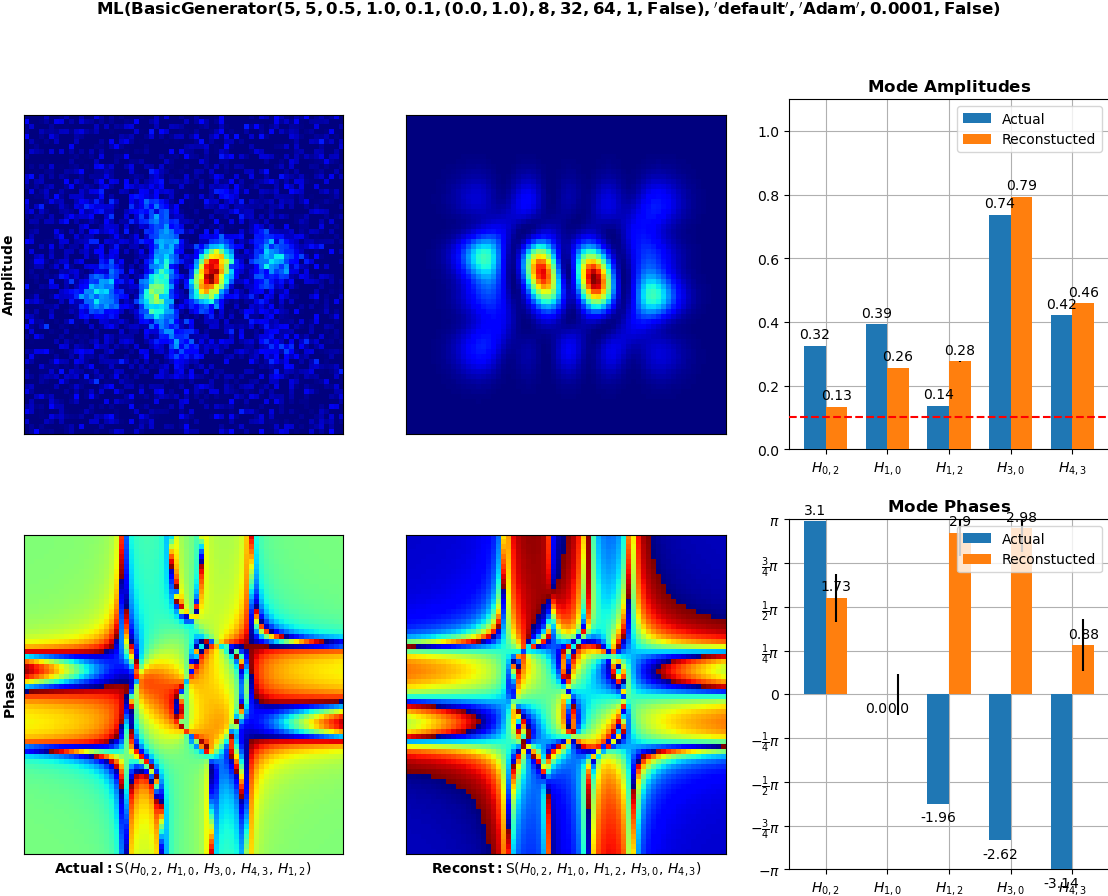 ML(BasicGenerator(5, 5, 0.5, 1.0, 0.1, (0.0, 1.0), 8, 32, 64, 1, False), ′default′, ′Adam′, 0.0001, False)
Mode Amplitudes
Amplitude
Actual
Reconstucted
1.0
0.8
0.6
0.4
0.2
0.0
0.32
0.13
0.39
0.26
0.14
0.28
0.74
0.79
0.42
0.46
H0,2
H1,0
H1,2
H3,0
H4,3
Mode Phases
Phase
Actual
Reconstucted
π
3/4π
1/2π
1/4π
0
−1/4π
−1/2π
−3/4π
−π
3.1
1.73
0.00.0
-1.96
2.9
-2.62
2.98
-3.14
0.88
H0,2
H1,0
H1,2
H3,0
H4,3
Actual: S(H0,2, H1,0, H3,0, H4,3, H1,2)
Reconst: S(H0,2, H1,0, H1,2, H3,0, H4,3)